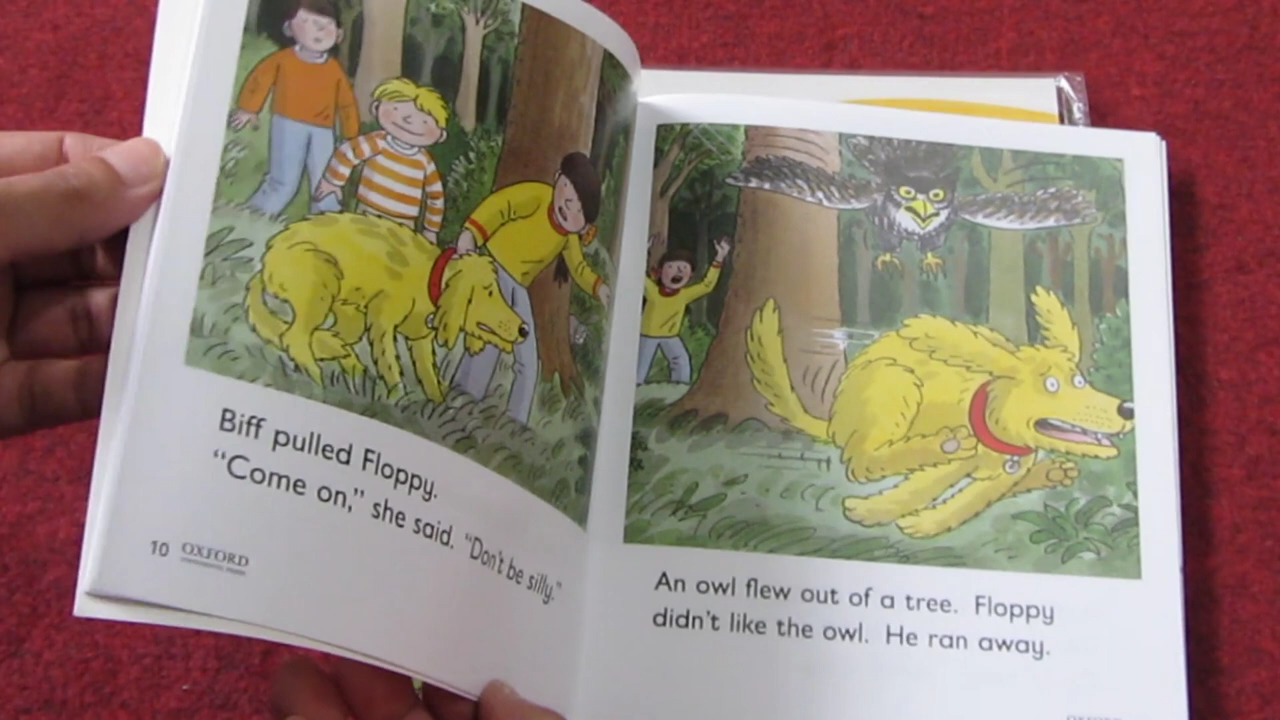 Biff pulled Floppy.
“Come on,” she said. “Don't be silly.”
10 OXFORD
An owl flew out of a tree. Floppy
didn't like the owl. He ran away.